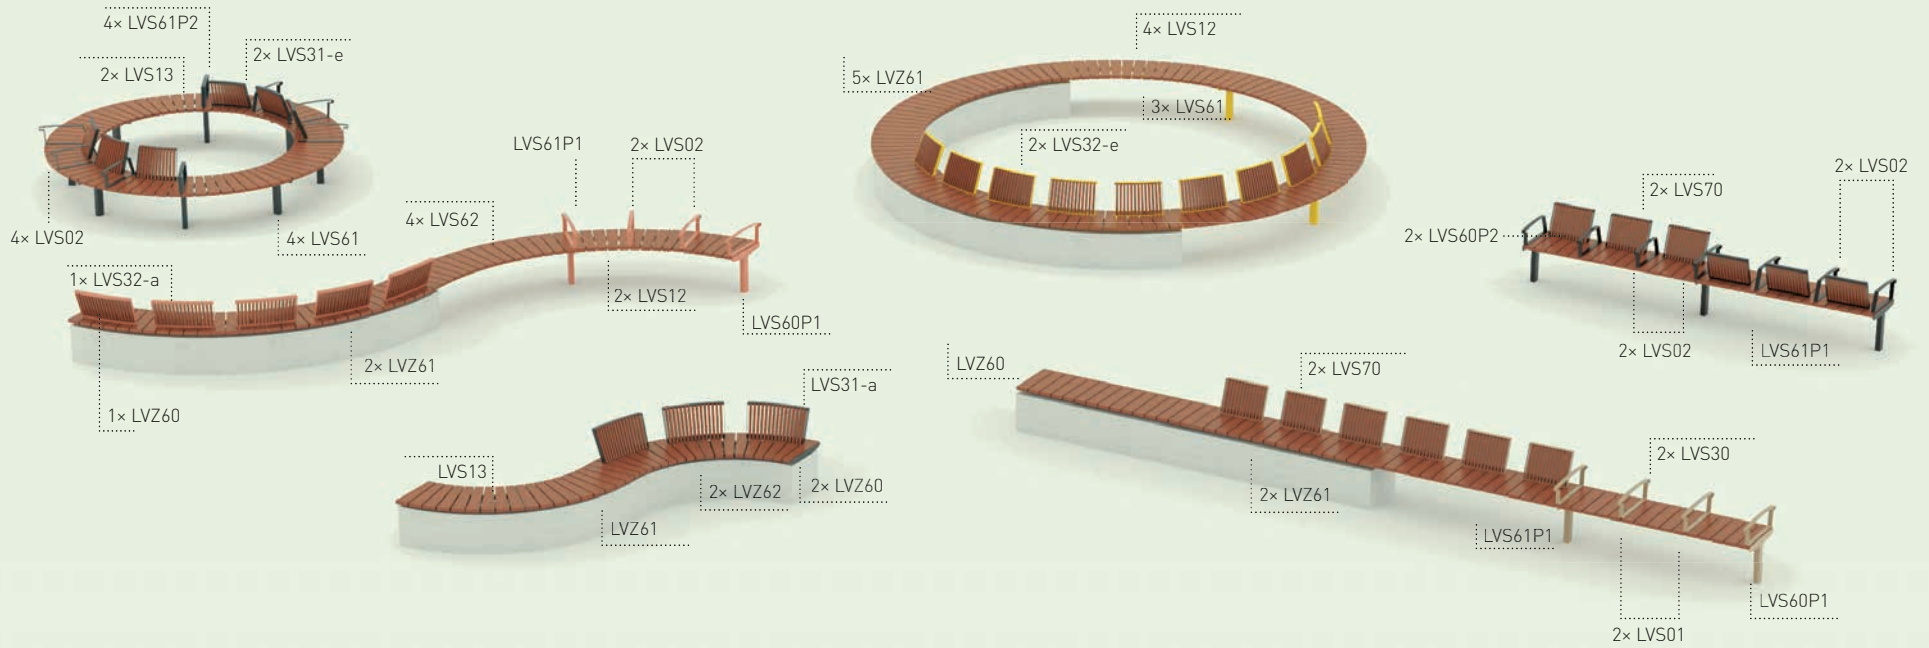 4× LVS61P2
2× LVS31-e
2× LVS13
4× LVS02
4× LVS61
LVS61P1
2× LVS02
4× LVS62
1× LVS32-a
2× LVS12
LVS60P1
2× LVZ61
1× LVZ60
LVS31-a
LVS13
2× LVZ62
2× LVZ60
LVZ61
4× LVS12
5× LVZ61
3× LVS61
2× LVS32-e
2× LVS02
2× LVS70
2× LVS60P2
2× LVS02
LVS61P1
LVZ60
2× LVS70
2× LVS30
2× LVZ61
LVS61P1
LVS60P1
2× LVS01